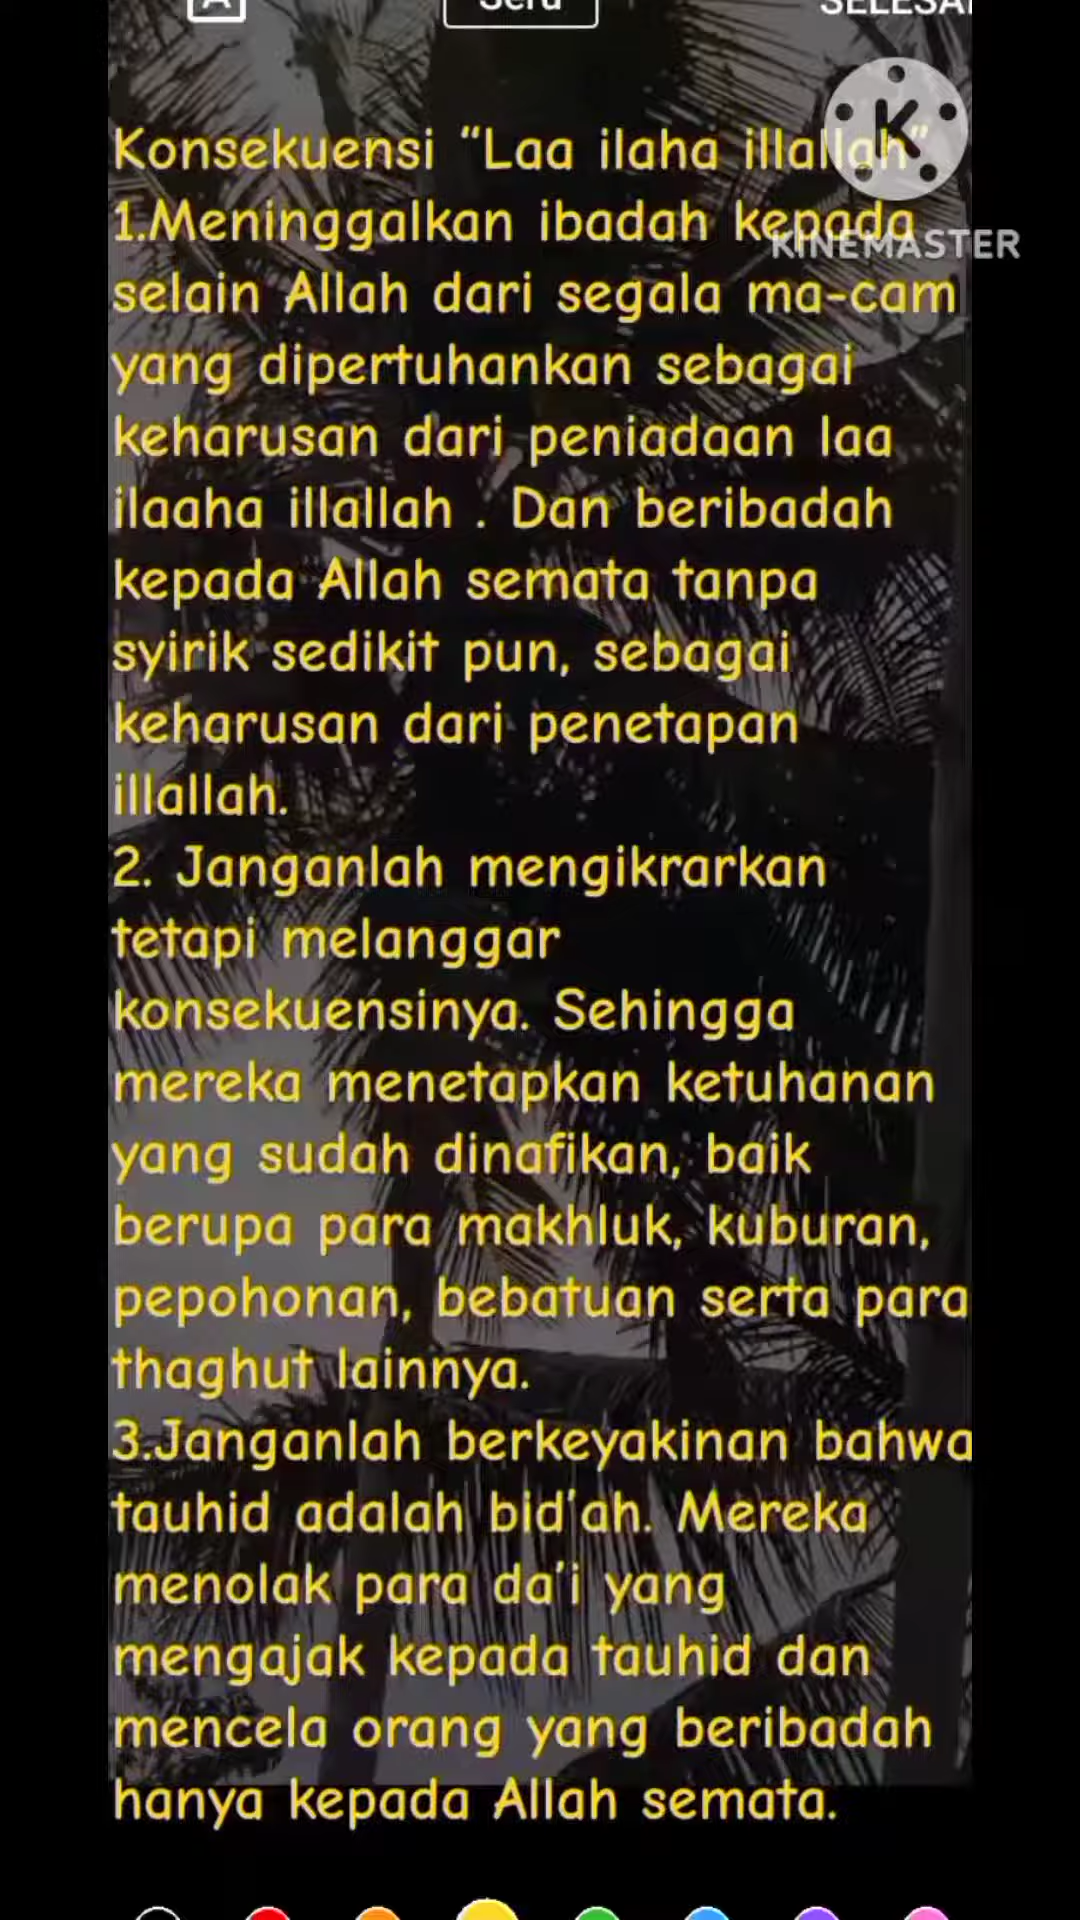 Seru
SELESAI
Konsekuensi "Laa ilaha illallah"
1.Meninggalkan ibadah kepada
KINEMASTER
selain Allah dari segala ma-cam
yang dipertuhankan sebagai
keharusan dari peniadaan laa
ilaaha illallah . Dan beribadah
kepada Allah semata tanpa
syirik sedikit pun, sebagai
keharusan dari penetapan
illallah.
2. Janganlah mengikrarkan
tetapi melanggar
konsekuensinya. Sehingga
mereka menetapkan ketuhanan
yang sudah dinafikan, baik
berupa para makhluk, kuburan,
pepohonan, bebatuan serta para
thaghut lainnya.
3.Janganlah berkeyakinan bahwa
tauhid adalah bid'ah. Mereka
menolak para da'i yang
mengajak kepada tauhid dan
mencela orang yang beribadah
hanya kepada Allah semata.